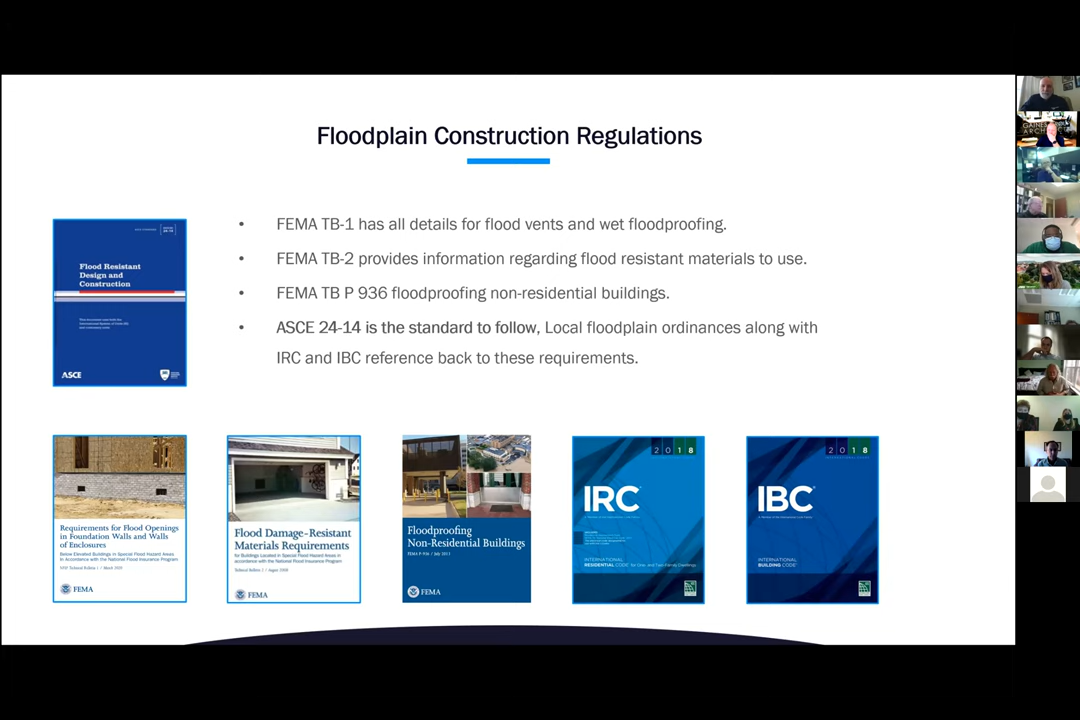 Floodplain Construction Regulations
• FEMA TB-1 has all details for flood vents and wet floodproofing.
• FEMA TB-2 provides information regarding flood resistant materials to use.
• FEMA TB P 936 floodproofing non-residential buildings.
• ASCE 24-14 is the standard to follow, Local floodplain ordinances along with
IRC and IBC reference back to these requirements.
Flood Resistant
Design and
Construction
ASCE
Requirements for Flood Openings
in Foundation Walls and Walls
of Enclosures
Below Elevated Buildings in Special Flood Hazard Areas
in Accordance with the National Flood Insurance Program
FEMA
Flood Damage-Resistant
Materials Requirements
for Buildings Located in Special Flood Hazard Areas in
accordance with the National Flood Insurance Program
Technical Bulletin 2 / August 2008
FEMA
Floodproofing
Non-Residential Buildings
FEMA P-936 / July 2013
FEMA
2018
IRC
INTERNATIONAL
RESIDENTIAL CODE for One- And Two-Family Dwellings
2018
IBC
INTERNATIONAL
BUILDING CODE